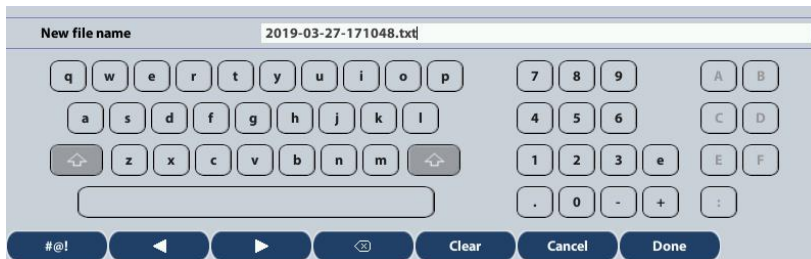 New file name 2019-03-27-171048.txt
q w e r t y u i o p 7 8 9 A B
a s d f g h j k l 4 5 6 C D
z x c v b n m 1 2 3 e E F
. 0 - + :
#@! Clear Cancel Done